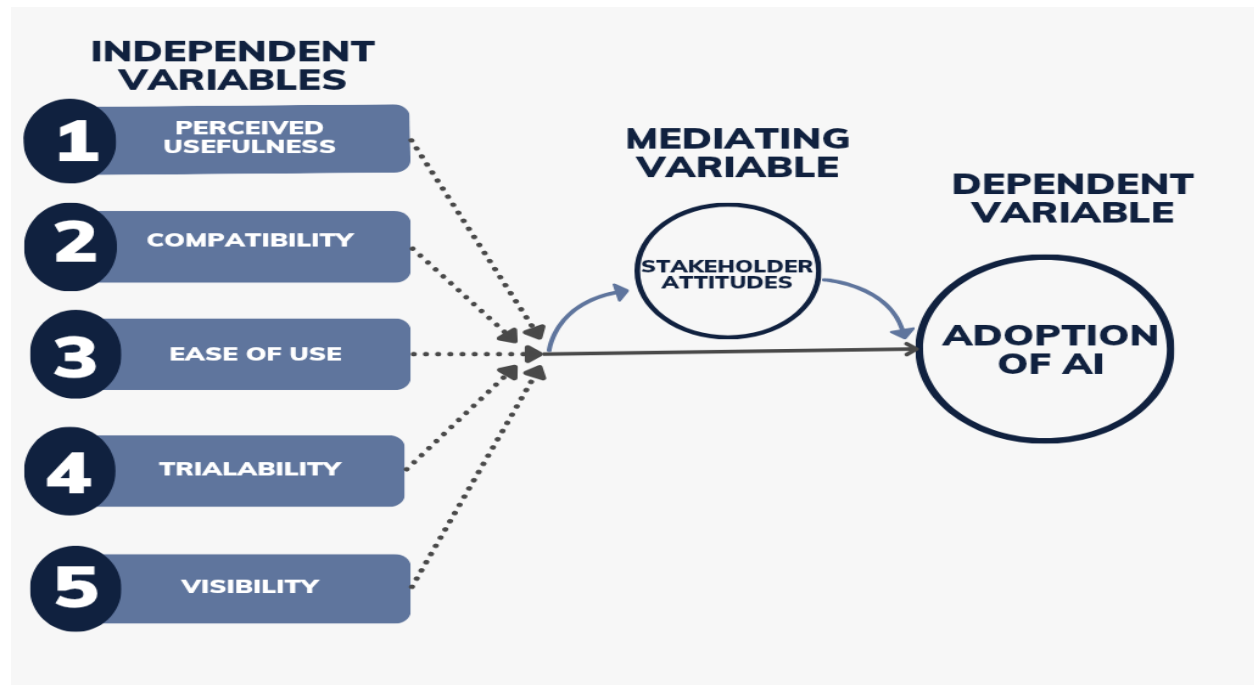 INDEPENDENT
VARIABLES
1
PERCEIVED
USEFULNESS
2
COMPATIBILITY
3
EASE OF USE
4
TRIALABILITY
5
VISIBILITY
MEDIATING
VARIABLE
STAKEHOLDER
ATTITUDES
DEPENDENT
VARIABLE
ADOPTION
OF AI